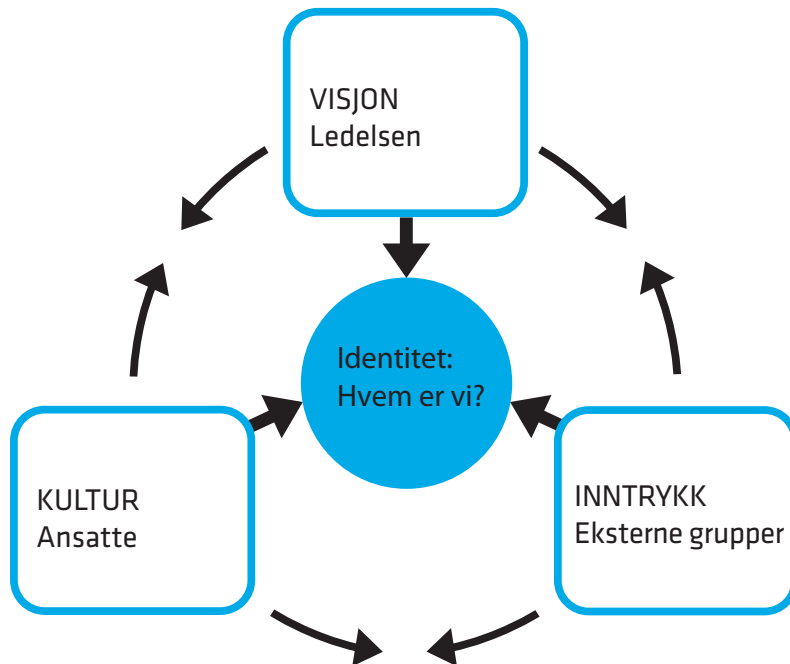 VISJON
Ledelsen
Identitet:
Hvem er vi?
KULTUR
Ansatte
INNTRYKK
Eksterne grupper